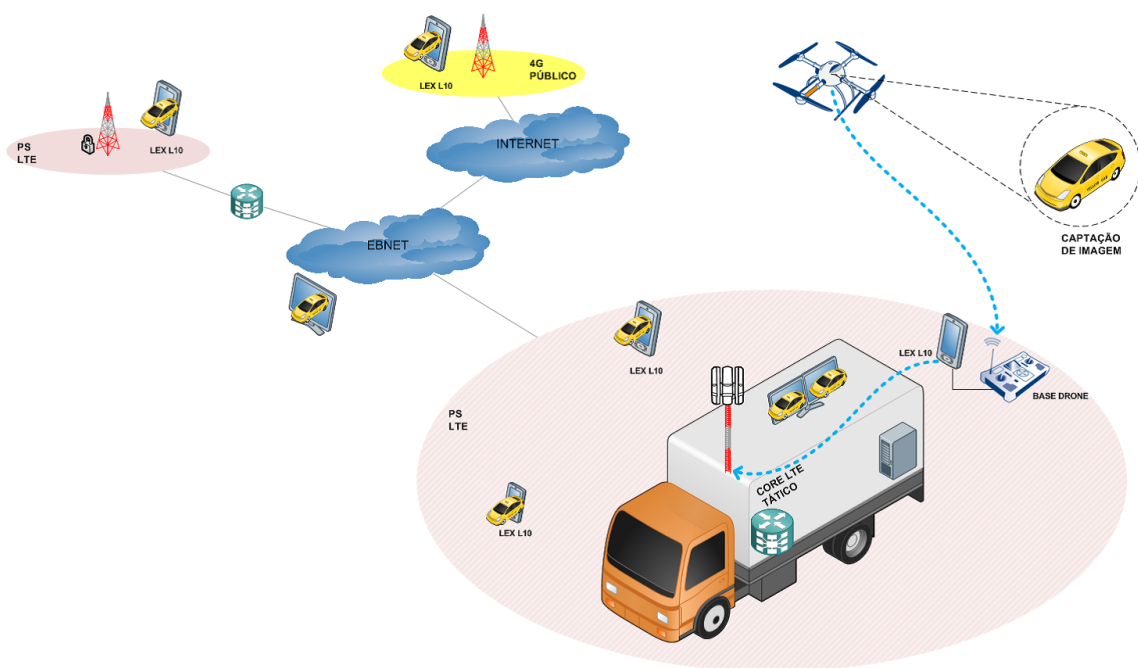 LEX L10
4G
PÚBLICO
PS
LTE
LEX L10
INTERNET
EBNET
CAPTAÇÃO
DE IMAGEM
LEX L10
LEX L10
BASE DRONE
PS
LTE
CORE LTE
TÁTICO
LEX L10